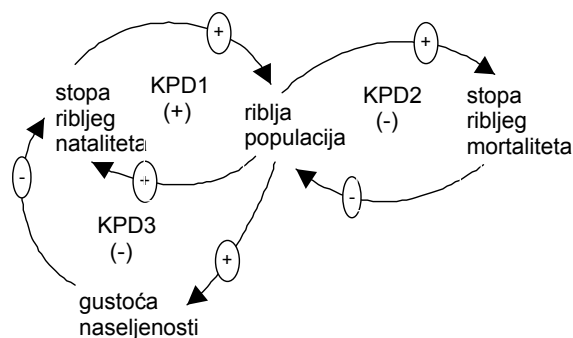 +
+
KPD1
(+)
KPD2
(-)
stopa
ribljeg
nataliteta
riblja
populacija
stopa
ribljeg
mortaliteta
-
+
-
KPD3
(-)
+
gustoća
naseljenosti